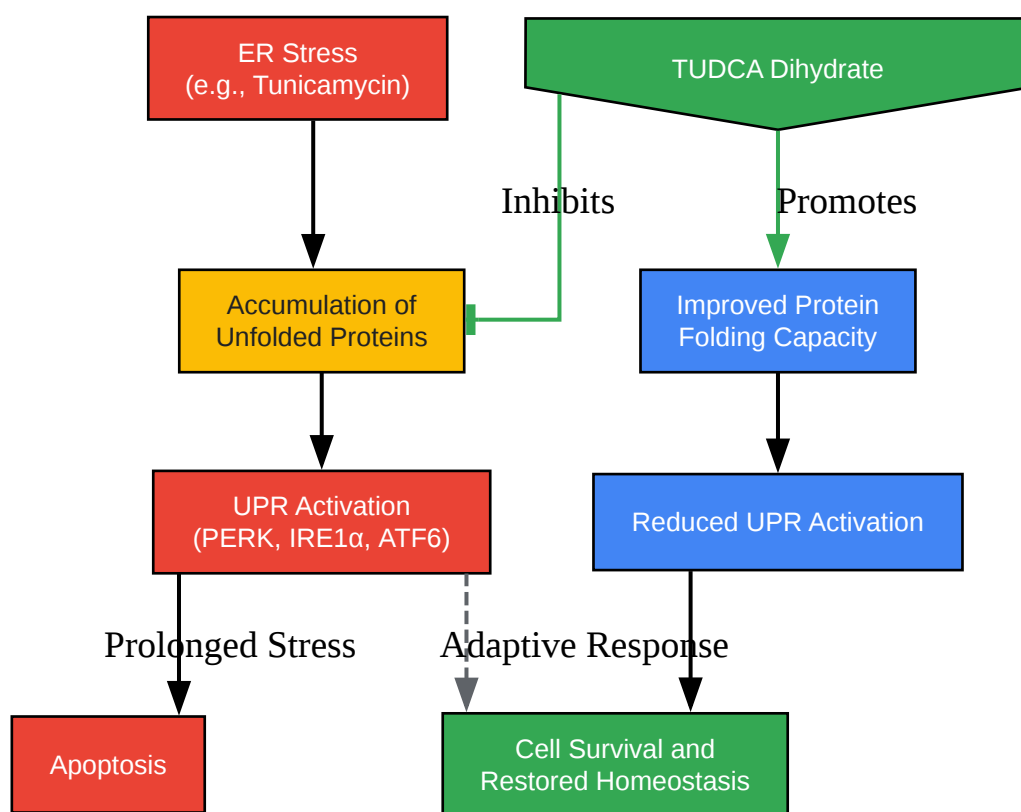 ER Stress
(e.g., Tunicamycin)
TUDCA Dihydrate
Inhibits
Promotes
Accumulation of
Unfolded Proteins
Improved Protein
Folding Capacity
UPR Activation
(PERK, IRE1α, ATF6)
Reduced UPR Activation
Prolonged Stress
Adaptive Response
Apoptosis
Cell Survival and
Restored Homeostasis